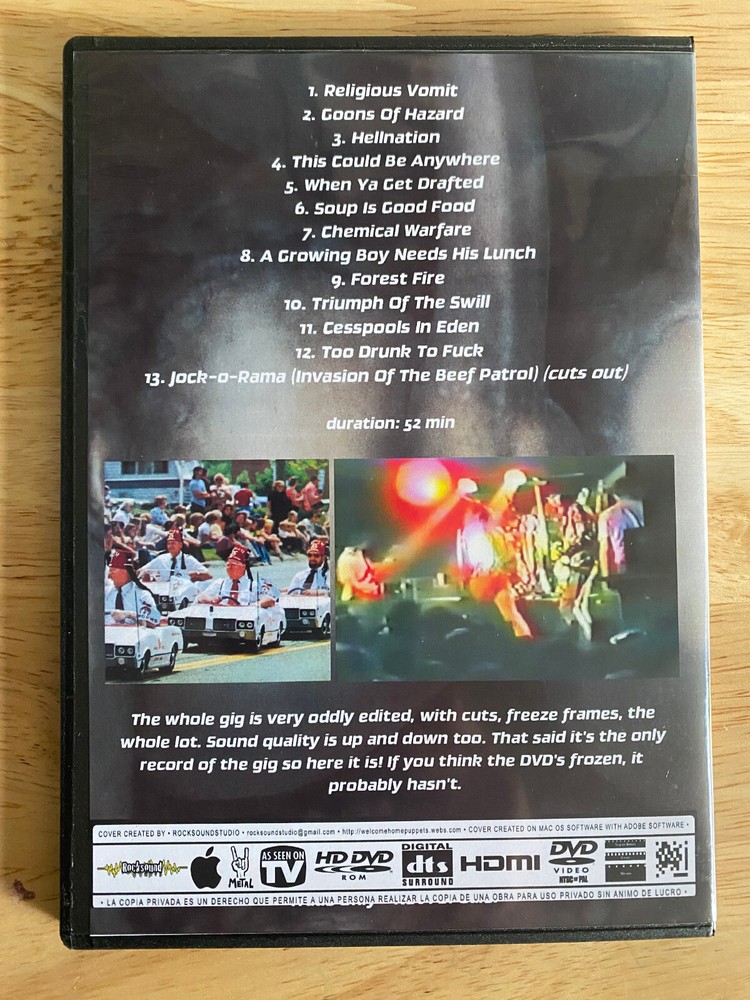 1. Religious Vomit
2. Goons Of Hazard
3. Hellnation
4. This Could Be Anywhere
5. When Ya Get Drafted
6. Soup Is Good Food
7. Chemical Warfare
8. A Growing Boy Needs His Lunch
9. Forest Fire
10. Triumph Of The Swill
11. Cesspools In Eden
12. Too Drunk To Fuck
13. Jock-o-Rama (Invasion Of The Beef Patrol) (cuts out)
duration: 52 min
The whole gig is very oddly edited, with cuts, freeze frames, the
whole lot. Sound quality is up and down too. That said it's the only
record of the gig so here it is! If you think the DVD's frozen, it
probably hasn't.
COVER CREATED BY • ROCKSOUNDSTUDIO • rocksoundstudio@gmail.com • http://welcomehomepuppets.webs.com • COVER CREATED ON MAC OS SOFTWARE WITH ADOBE SOFTWARE •
Rocksound
METAL
AS SEEN ON
TV
HD DVD
ROM
DIGITAL
dts
SURROUND
HDMI
DVD
VIDEO
NTSC or PAL
• LA COPIA PRIVADA ES UN DERECHO QUE PERMITE A UNA PERSONA REALIZAR LA COPIA DE UNA OBRA PARA USO PRIVADO SIN ANIMO DE LUCRO •